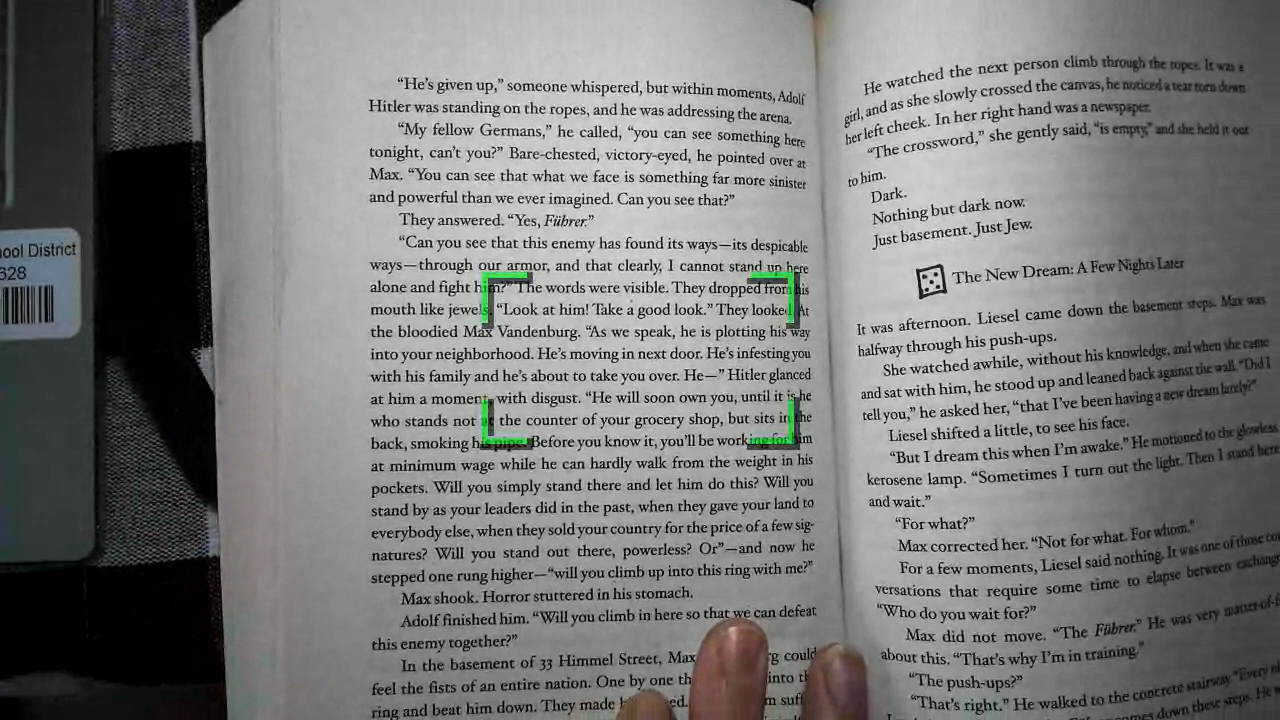 ool District
628
“He’s given up,” someone whispered, but within moments, Adolf
Hitler was standing on the ropes, and he was addressing the arena.
“My fellow Germans,” he called, “you can see something here
tonight, can’t you?” Bare-chested, victory-eyed, he pointed over at
Max. “You can see that what we face is something far more sinister
and powerful than we ever imagined. Can you see that?”
They answered. “Yes, Führer.”
“Can you see that this enemy has found its ways—its despicable
ways—through our armor, and that clearly, I cannot stand up here
alone and fight him?” The words were visible. They dropped from his
mouth like jewels. “Look at him! Take a good look.” They looked. At
the bloodied Max Vandenburg. “As we speak, he is plotting his way
into your neighborhood. He’s moving in next door. He’s infesting you
with his family and he’s about to take you over. He—” Hitler glanced
at him a moment, with disgust. “He will soon own you, until it is he
who stands not at the counter of your grocery shop, but sits in the
back, smoking his pipe. Before you know it, you’ll be working for him
at minimum wage while he can hardly walk from the weight in his
pockets. Will you simply stand there and let him do this? Will you
stand by as your leaders did in the past, when they gave your land to
everybody else, when they sold your country for the price of a few sig-
natures? Will you stand out there, powerless? Or”—and now he
stepped one rung higher—“will you climb up into this ring with me?”
Max shook. Horror stuttered in his stomach.
Adolf finished him. “Will you climb in here so that we can defeat
this enemy together?”
In the basement of 33 Himmel Street, Max could
feel the fists of an entire nation. One by one into
ring and beat him down. They made
He watched the next person climb through the ropes. It was a
girl, and as she slowly crossed the canvas, he noticed a tear torn down
her left cheek. In her right hand was a newspaper.
“The crossword,” she gently said, “is empty,” and she held it out
to him.
Dark.
Nothing but dark now.
Just basement. Just Jew.
The New Dream: A Few Nights Later
It was afternoon. Liesel came down the basement steps. Max was
halfway through his push-ups.
She watched awhile, without his knowledge, and when she came
and sat with him, he stood up and leaned back against the wall. “Did I
tell you,” he asked her, “that I’ve been having a new dream lately?”
Liesel shifted a little, to see his face.
“But I dream this when I’m awake.” He motioned to the glowless
kerosene lamp. “Sometimes I turn out the light. Then I stand here
and wait.”
“For what?”
Max corrected her. “Not for what. For whom.”
For a few moments, Liesel said nothing. It was one of those con
versations that require some time to elapse between exchang
“Who do you wait for?”
Max did not move. “The Führer.” He was very matter-of-f
about this. “That’s why I’m in training.”
“The push-ups?”
“That’s right.” He walked to the concrete stairway. “Every n
comes down these steps. He